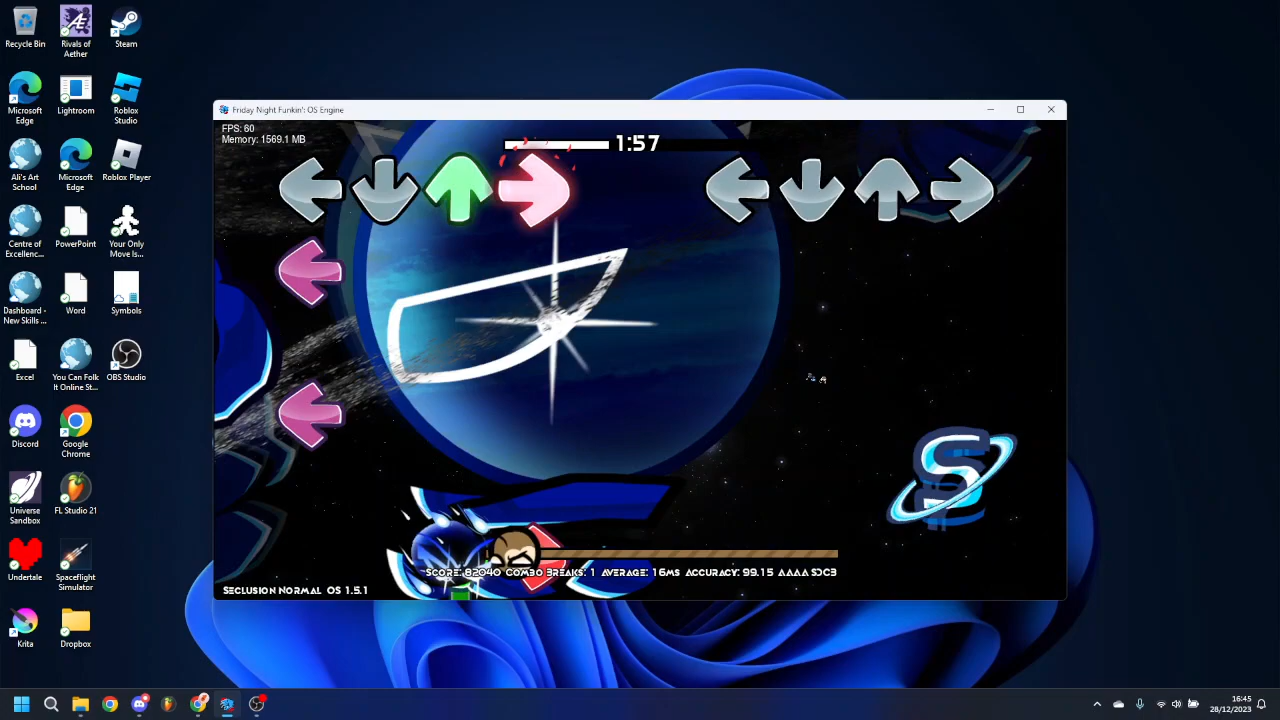 Recycle Bin
Rivals of
Aether
Steam
Microsoft
Edge
Lightroom
Roblox
Studio
Ali's Art
School
Microsoft
Edge
Roblox Player
Centre of
Excellenc...
PowerPoint
Your Only
Move Is...
Dashboard -
New Skills ...
Word
Symbols
Excel
You Can Folk
It Online St...
OBS Studio
Discord
Google
Chrome
Universe
Sandbox
FL Studio 21
Undertale
Spaceflight
Simulator
Krita
Dropbox
Friday Night Funkin': OS Engine
FPS: 60
Memory: 1569.1 MB
1:57
S
SCORE: 82040 COMBO BREAKS: 1 AVERAGE: 16MS ACCURACY: 99.15 AAAA SDCB
SECLUSION NORMAL OS 1.5.1
16:45
28/12/2023